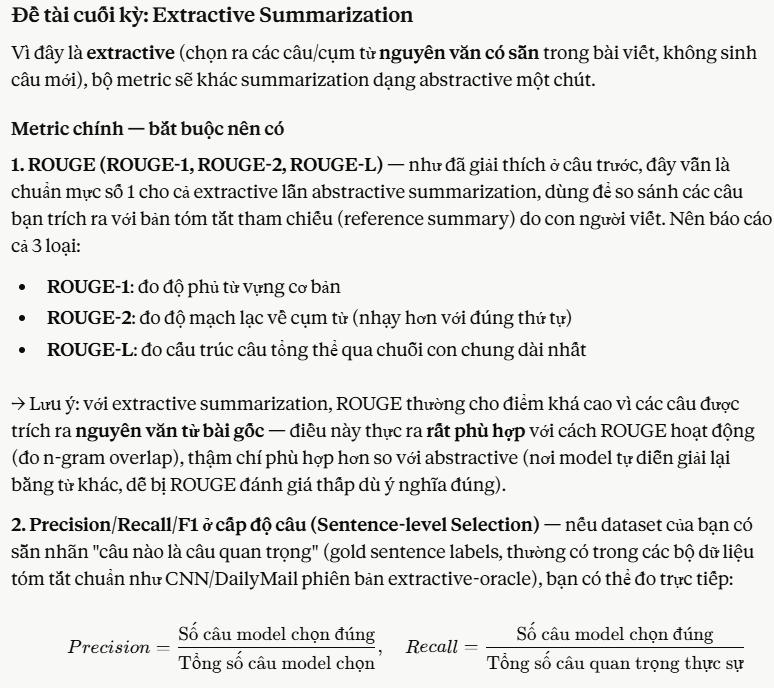 Đề tài cuối kỳ: Extractive Summarization
Vì đây là extractive (chọn ra các câu/cụm từ nguyên văn có sẵn trong bài viết, không sinh
câu mới), bộ metric sẽ khác summarization dạng abstractive một chút.
Metric chính — bắt buộc nên có
1. ROUGE (ROUGE-1, ROUGE-2, ROUGE-L) — như đã giải thích ở câu trước, đây vẫn là
chuẩn mực số 1 cho cả extractive lẫn abstractive summarization, dùng để so sánh các câu
bạn trích ra với bản tóm tắt tham chiếu (reference summary) do con người viết. Nên báo cáo
cả 3 loại:
• ROUGE-1: đo độ phủ từ vựng cơ bản
• ROUGE-2: đo độ mạch lạc về cụm từ (nhạy hơn với đúng thứ tự)
• ROUGE-L: đo cấu trúc câu tổng thể qua chuỗi con chung dài nhất
→ Lưu ý: với extractive summarization, ROUGE thường cho điểm khá cao vì các câu được
trích ra nguyên văn từ bài gốc — điều này thực ra rất phù hợp với cách ROUGE hoạt động
(đo n-gram overlap), thậm chí phù hợp hơn so với abstractive (nơi model tự diễn giải lại
bằng từ khác, dễ bị ROUGE đánh giá thấp dù ý nghĩa đúng).
2. Precision/Recall/F1 ở cấp độ câu (Sentence-level Selection) — nếu dataset của bạn có
sẵn nhãn "câu nào là câu quan trọng" (gold sentence labels, thường có trong các bộ dữ liệu
tóm tắt chuẩn như CNN/DailyMail phiên bản extractive-oracle), bạn có thể đo trực tiếp:
Precision = Số câu model chọn đúng / Tổng số câu model chọn, Recall = Số câu model chọn đúng / Tổng số câu quan trọng thực sự